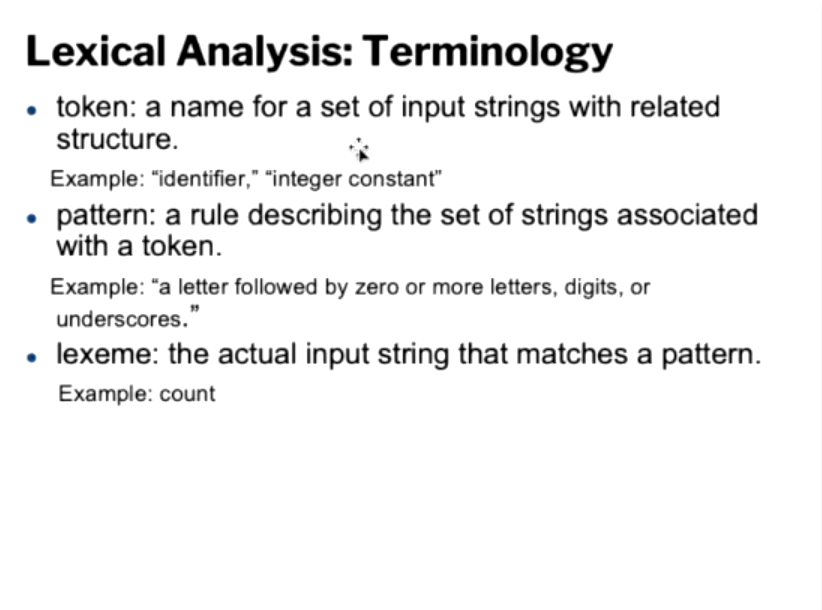 Lexical Analysis: Terminology
• token: a name for a set of input strings with related
structure.
Example: “identifier,” “integer constant”
• pattern: a rule describing the set of strings associated
with a token.
Example: “a letter followed by zero or more letters, digits, or
underscores.”
• lexeme: the actual input string that matches a pattern.
Example: count